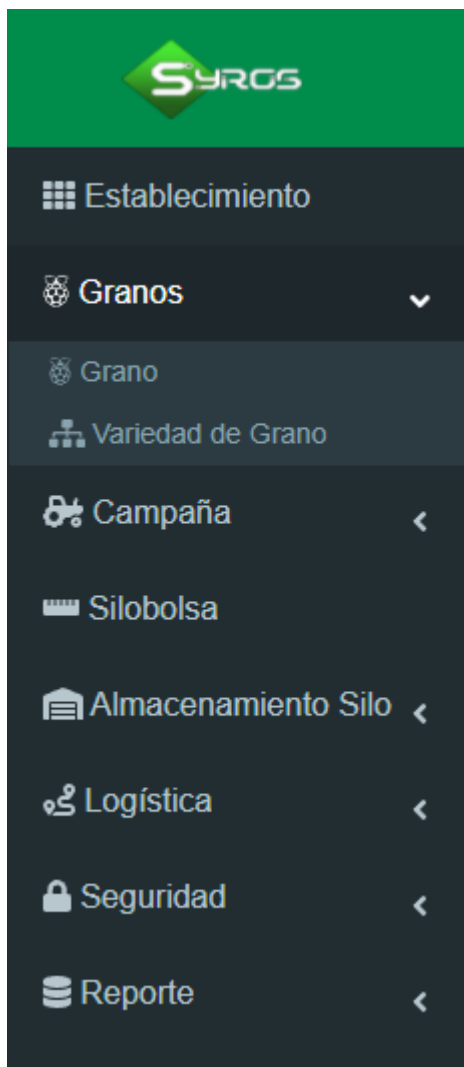 SYROS
Establecimiento
Granos
Grano
Variedad de Grano
Campaña
Silobolsa
Almacenamiento Silo
Logística
Seguridad
Reporte